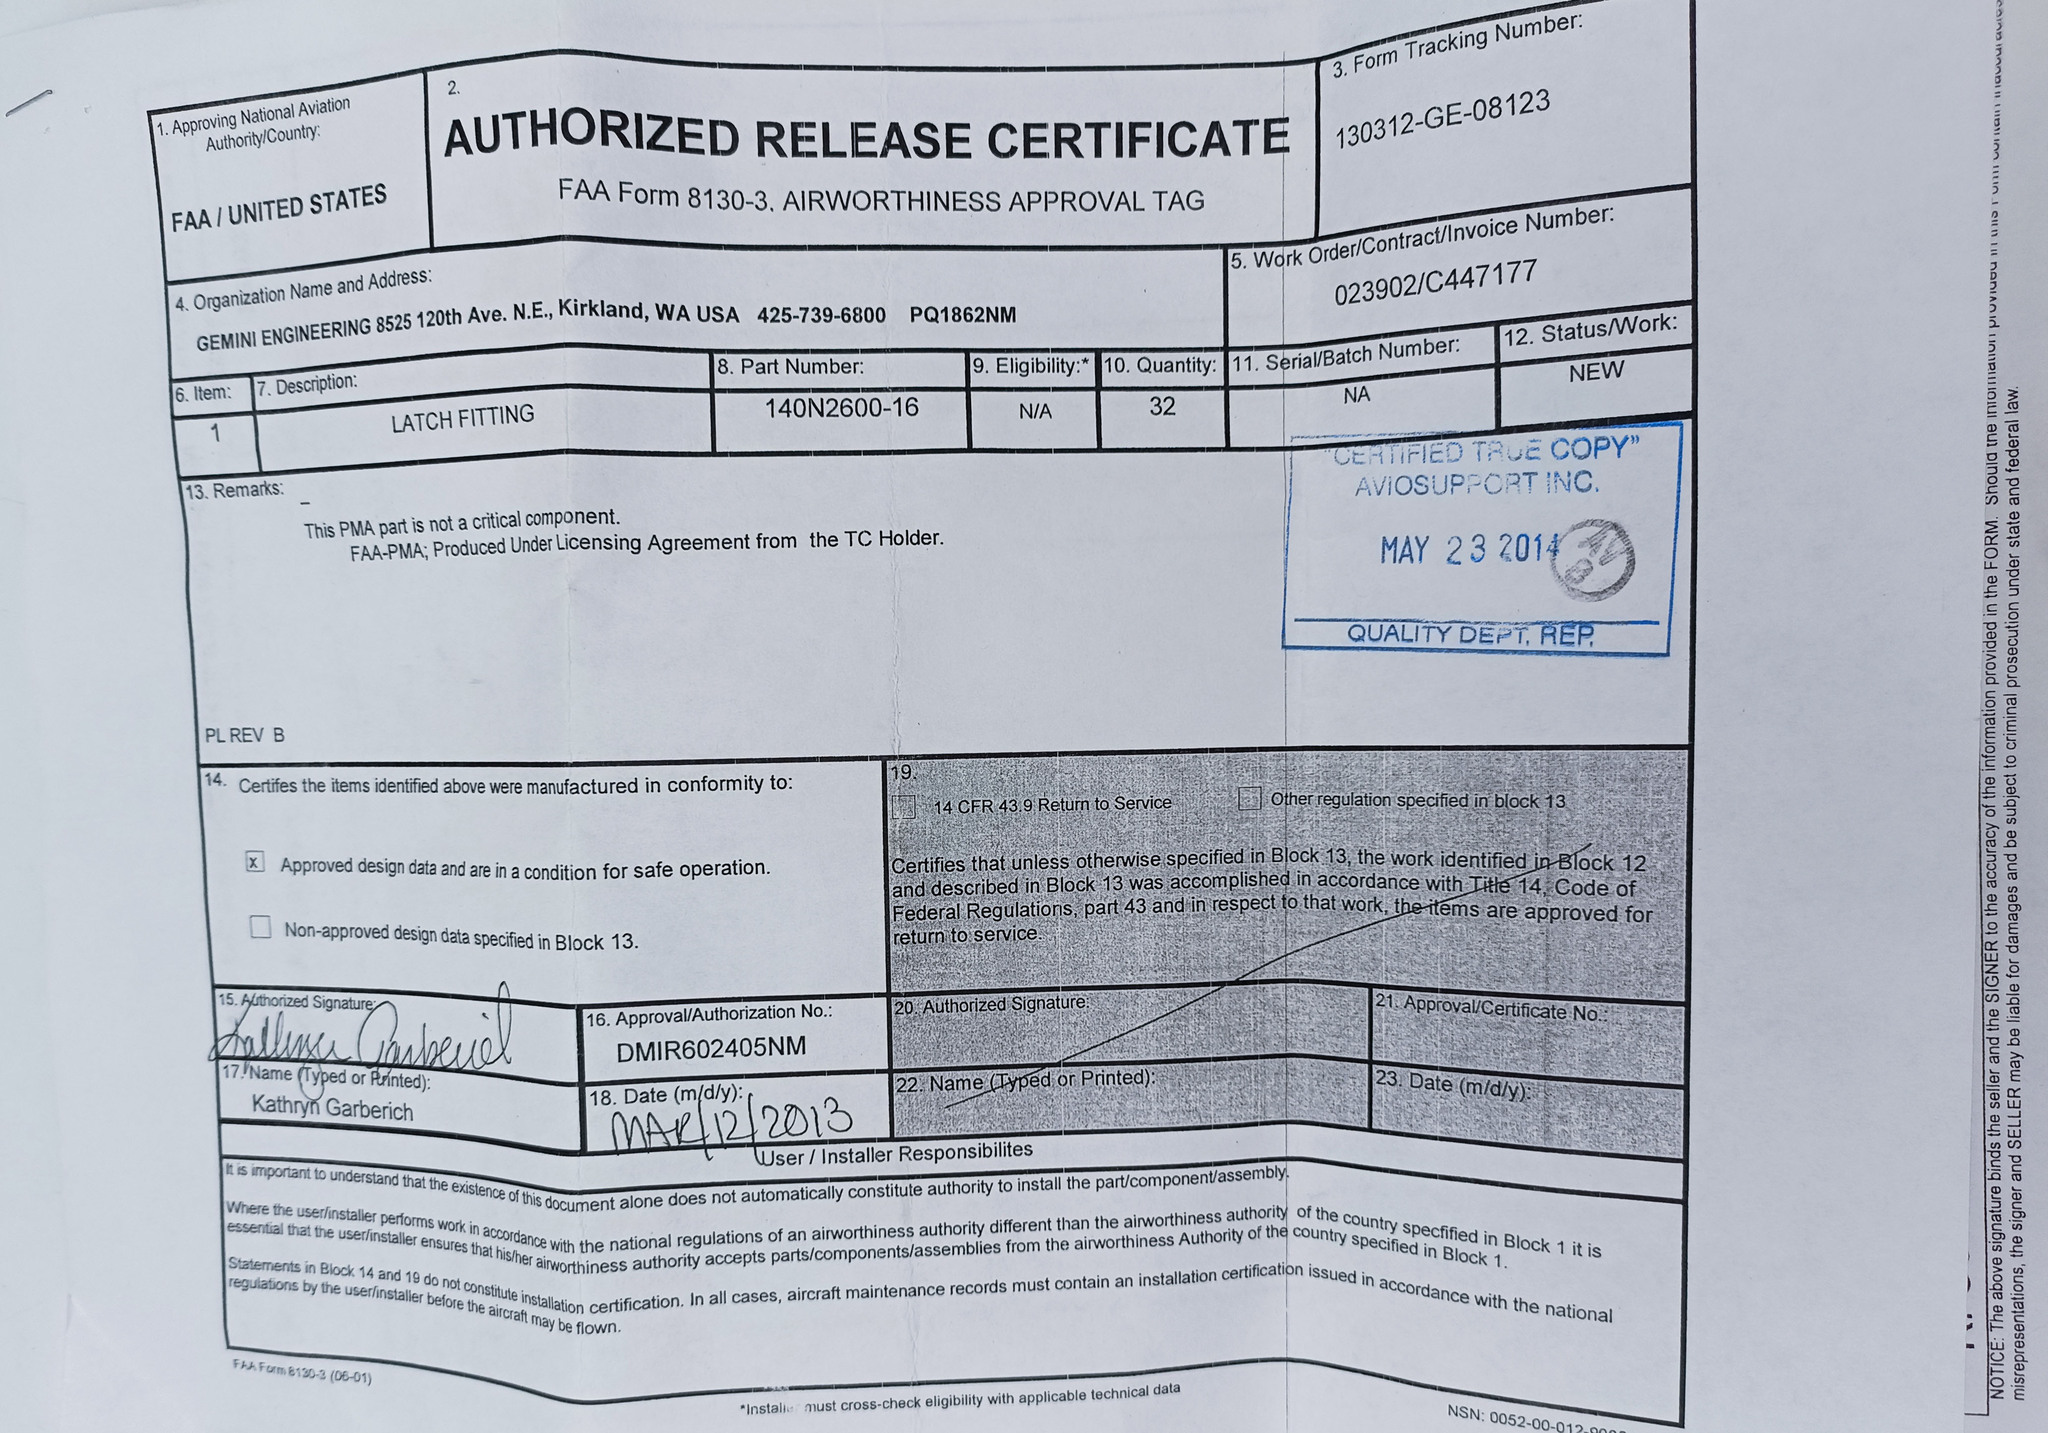 1. Approving National Aviation
Authority/Country:
FAA / UNITED STATES
2.
AUTHORIZED RELEASE CERTIFICATE
FAA Form 8130-3, AIRWORTHINESS APPROVAL TAG
3. Form Tracking Number:
130312-GE-08123
4. Organization Name and Address:
GEMINI ENGINEERING 8525 120th Ave. N.E., Kirkland, WA USA 425-739-6800 PQ1862NM
5. Work Order/Contract/Invoice Number:
023902/C447177
6. Item:
1
7. Description:
LATCH FITTING
8. Part Number:
140N2600-16
9. Eligibility:*
N/A
10. Quantity:
32
11. Serial/Batch Number:
NA
12. Status/Work:
NEW
13. Remarks:
This PMA part is not a critical component.
FAA-PMA; Produced Under Licensing Agreement from the TC Holder.
"CERTIFIED TRUE COPY"
AVIOSUPPORT INC.
MAY 23 2014
QUALITY DEPT. REP.
PL REV B
14. Certifes the items identified above were manufactured in conformity to:
x Approved design data and are in a condition for safe operation.
Non-approved design data specified in Block 13.
19.
14 CFR 43.9 Return to Service
Other regulation specified in block 13
Certifies that unless otherwise specified in Block 13, the work identified in Block 12
and described in Block 13 was accomplished in accordance with Title 14, Code of
Federal Regulations, part 43 and in respect to that work, the items are approved for
return to service.
15. Authorized Signature:
Kathryn Garberich
16. Approval/Authorization No.:
DMIR602405NM
17. Name (Typed or Printed):
Kathryn Garberich
18. Date (m/d/y):
MAR/12/2013
20. Authorized Signature:
21. Approval/Certificate No.:
22. Name (Typed or Printed):
23. Date (m/d/y):
User / Installer Responsibilites
It is important to understand that the existence of this document alone does not automatically constitute authority to install the part/component/assembly.
Where the user/installer performs work in accordance with the national regulations of an airworthiness authority different than the airworthiness authority of the country specfified in Block 1 it is
essential that the user/installer ensures that his/her airworthiness authority accepts parts/components/assemblies from the airworthiness Authority of the country specified in Block 1.
Statements in Block 14 and 19 do not constitute installation certification. In all cases, aircraft maintenance records must contain an installation certification issued in accordance with the national
regulations by the user/installer before the aircraft may be flown.
FAA Form 8130-3 (06-01)
*Installer must cross-check eligibility with applicable technical data
NSN: 0052-00-012-
NOTICE: The above signature binds the seller and the SIGNER to the accuracy of the information provided in the FORM. Should the information provided in this Form contain
misrepresentations, the signer and SELLER may be liable for damages and be subject to criminal prosecution under state and federal law.